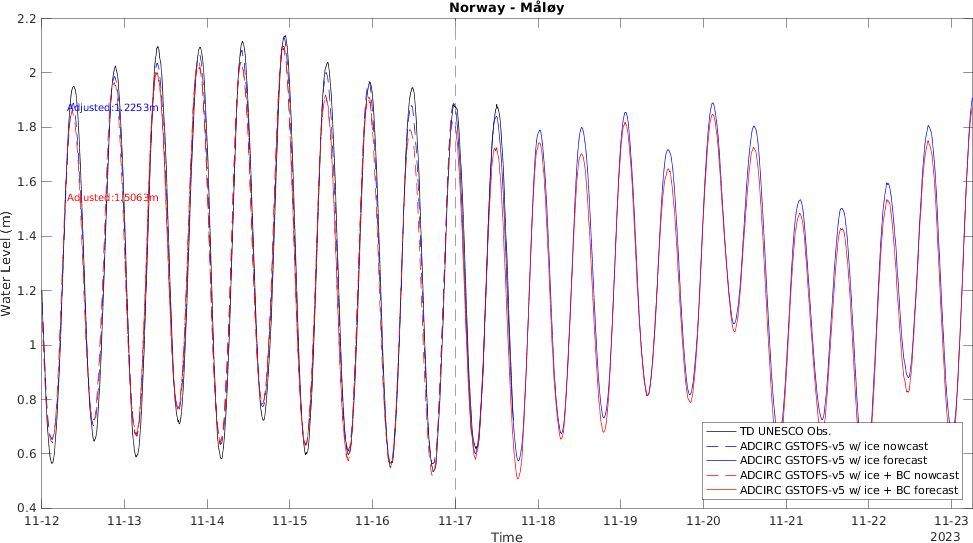 Norway - Måløy
2.2
2
1.8
1.6
1.4
1.2
1
0.8
0.6
0.4
Water Level (m)
Adjusted:1.2253m
Adjusted:1.5063m
TD UNESCO Obs.
ADCIRC GSTOFS-v5 w/ ice nowcast
ADCIRC GSTOFS-v5 w/ ice forecast
ADCIRC GSTOFS-v5 w/ ice + BC nowcast
ADCIRC GSTOFS-v5 w/ ice + BC forecast
11-12 11-13 11-14 11-15 11-16 11-17 11-18 11-19 11-20 11-21 11-22 11-23
2023
Time